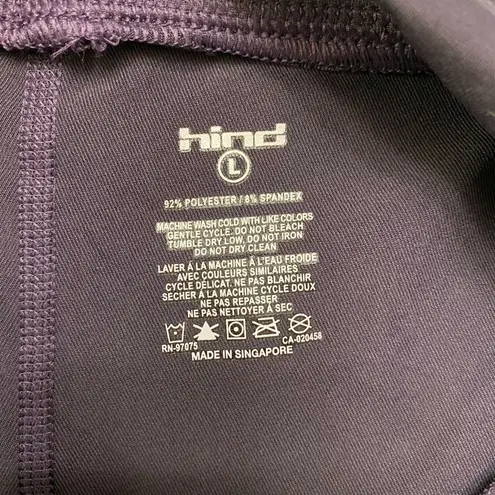 hind
L
92% POLYESTER / 8% SPANDEX
MACHINE WASH COLD WITH LIKE COLORS
GENTLE CYCLE. DO NOT BLEACH
TUMBLE DRY LOW, DO NOT IRON
DO NOT DRY CLEAN
LAVER À LA MACHINE À L'EAU FROIDE
AVEC COULEURS SIMILAIRES
CYCLE DÉLICAT. NE PAS BLANCHIR
SECHER À LA MACHINE CYCLE DOUX
NE PAS REPASSER
NE PAS NETTOYER À SEC
RN-97075 CA-020458
MADE IN SINGAPORE